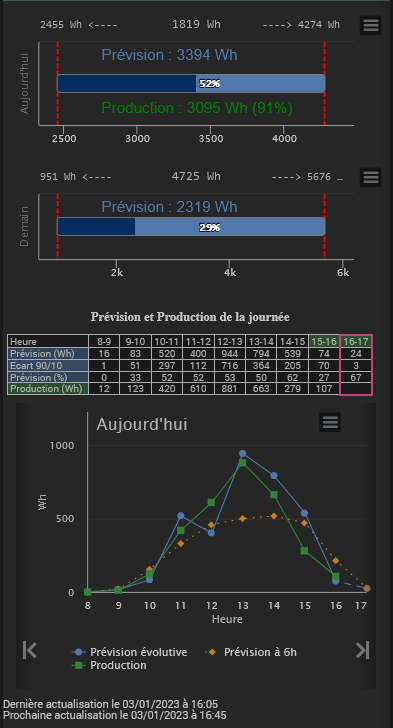 2455 Wh <---- 1819 Wh ----> 4274 Wh
Aujourd'hui
Prévision : 3394 Wh
52%
Production : 3095 Wh (91%)
2500 3000 3500 4000
951 Wh <---- 4725 Wh ----> 5676 ...
Demain
Prévision : 2319 Wh
29%
2k 4k 6k
Prévision et Production de la journée
Heure 8-9 9-10 10-11 11-12 12-13 13-14 14-15 15-16 16-17
Prévision (Wh) 16 83 520 400 944 794 539 74 24
Ecart 90/10 1 51 297 112 716 364 205 70 3
Prévision (%) 0 33 52 52 53 50 62 27 67
Production (Wh) 12 123 420 610 881 663 279 107
Aujourd'hui
1000
Wh
500
0
8 9 10 11 12 13 14 15 16 17
Heure
Prévision évolutive Prévision à 6h
Production
Dernière actualisation le 03/01/2023 à 16:05
Prochaine actualisation le 03/01/2023 à 16:45